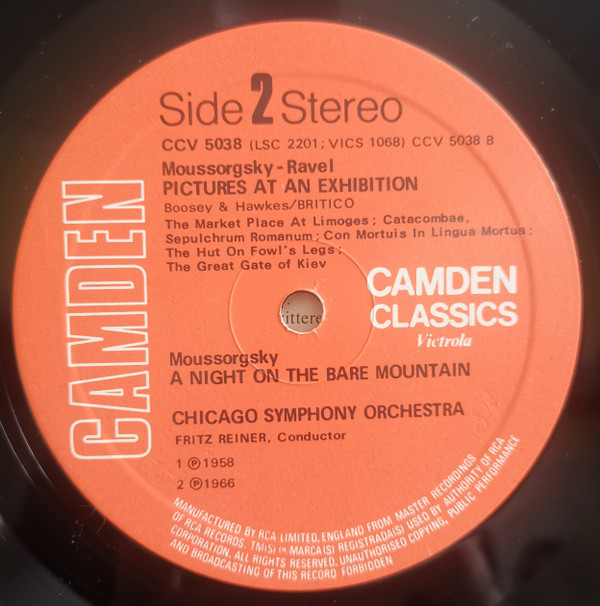 Side 2 Stereo
CCV 5038 (LSC 2201; VICS 1068) CCV 5038 B
Moussorgsky-Ravel
PICTURES AT AN EXHIBITION
Boosey & Hawkes/BRITICO
The Market Place At Limoges; Catacombae,
Sepulchrum Romanum; Con Mortuis In Lingua Mortus;
The Hut On Fowl's Legs;
The Great Gate of Kiev
CAMDEN
CAMDEN
CLASSICS
Victrola
ittere
Moussorgsky
A NIGHT ON THE BARE MOUNTAIN
CHICAGO SYMPHONY ORCHESTRA
FRITZ REINER, Conductor
1 ℗ 1958
2 ℗ 1966
MANUFACTURED BY RCA LIMITED, ENGLAND FROM MASTER RECORDINGS
OF RCA RECORDS. TM(S) ® MARCA(S) REGISTRADA(S) USED BY AUTHORITY OF RCA
CORPORATION. ALL RIGHTS RESERVED. UNAUTHORISED COPYING, PUBLIC PERFORMANCE
AND BROADCASTING OF THIS RECORD FORBIDDEN